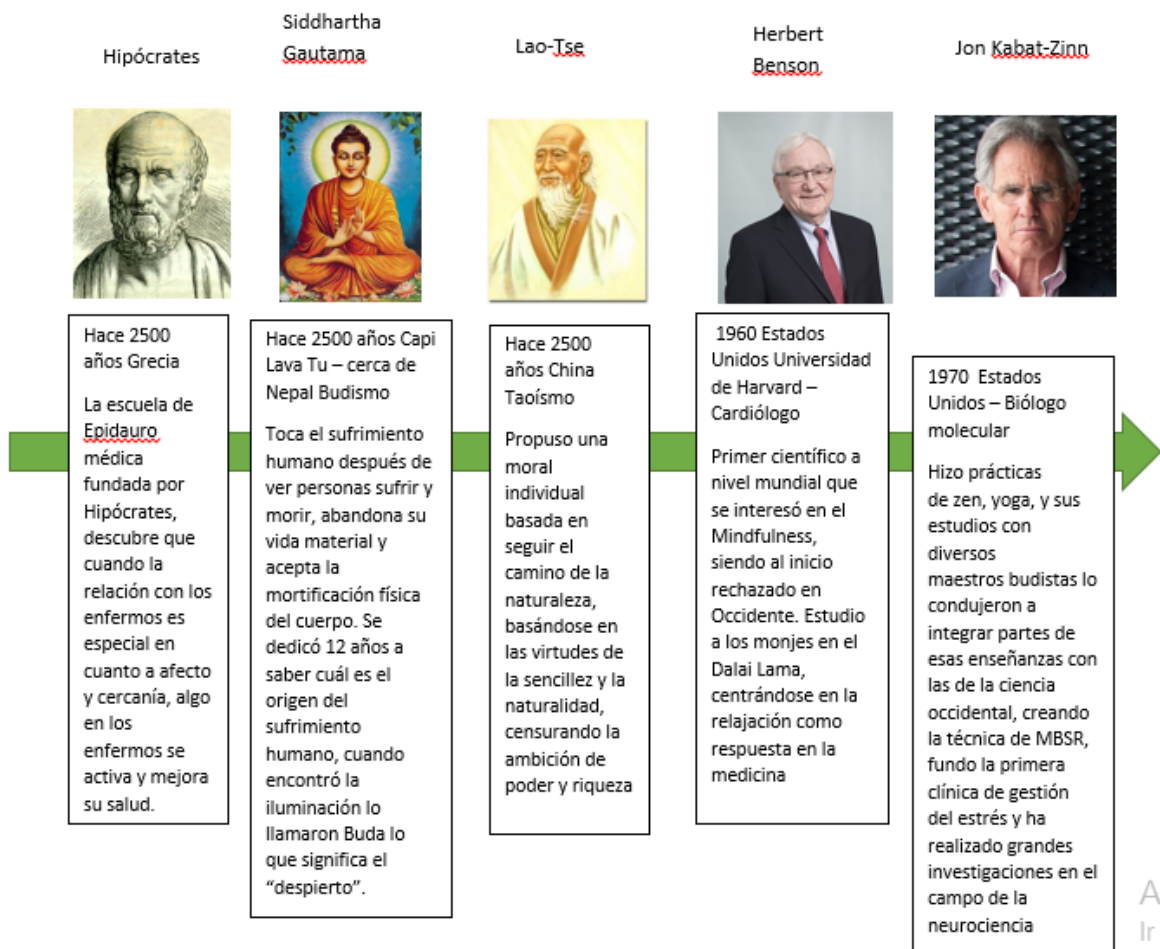 Hipócrates
Siddhartha
Gautama
Lao-Tse
Herbert
Benson
Jon Kabat-Zinn
Hace 2500
años Grecia
La escuela de
Epidauro
médica
fundada por
Hipócrates,
descubre que
cuando la
relación con los
enfermos es
especial en
cuanto a afecto
y cercanía, algo
en los
enfermos se
activa y mejora
su salud.
Hace 2500 años Capi
Lava Tu – cerca de
Nepal Budismo
Toca el sufrimiento
humano después de
ver personas sufrir y
morir, abandona su
vida material y
acepta la
mortificación física
del cuerpo. Se
dedicó 12 años a
saber cuál es el
origen del
sufrimiento
humano, cuando
encontró la
iluminación lo
llamaron Buda lo
que significa el
“despierto”.
Hace 2500
años China
Taoísmo
Propuso una
moral
individual
basada en
seguir el
camino de la
naturaleza,
basándose en
las virtudes de
la sencillez y la
naturalidad,
censurando la
ambición de
poder y riqueza
1960 Estados
Unidos Universidad
de Harvard –
Cardiólogo
Primer científico a
nivel mundial que
se interesó en el
Mindfulness,
siendo al inicio
rechazado en
Occidente. Estudio
a los monjes en el
Dalai Lama,
centrándose en la
relajación como
respuesta en la
medicina
1970 Estados
Unidos – Biólogo
molecular
Hizo prácticas
de zen, yoga, y sus
estudios con
diversos
maestros budistas lo
condujeron a
integrar partes de
esas enseñanzas con
las de la ciencia
occidental, creando
la técnica de MBSR,
fundo la primera
clínica de gestión
del estrés y ha
realizado grandes
investigaciones en el
campo de la
neurociencia
A
Ir